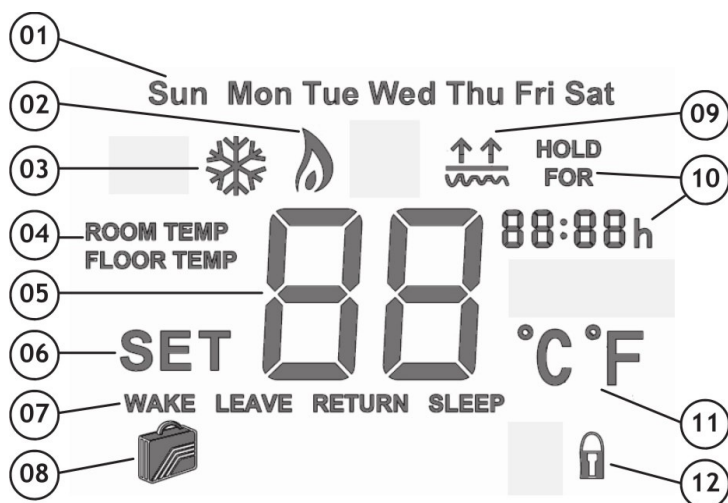 01
Sun Mon Tue Wed Thu Fri Sat
02
09
HOLD
FOR
03
10
04
ROOM TEMP
FLOOR TEMP
88:88h
88
05
06
SET
°C °F
07
WAKE LEAVE RETURN SLEEP
11
08
12